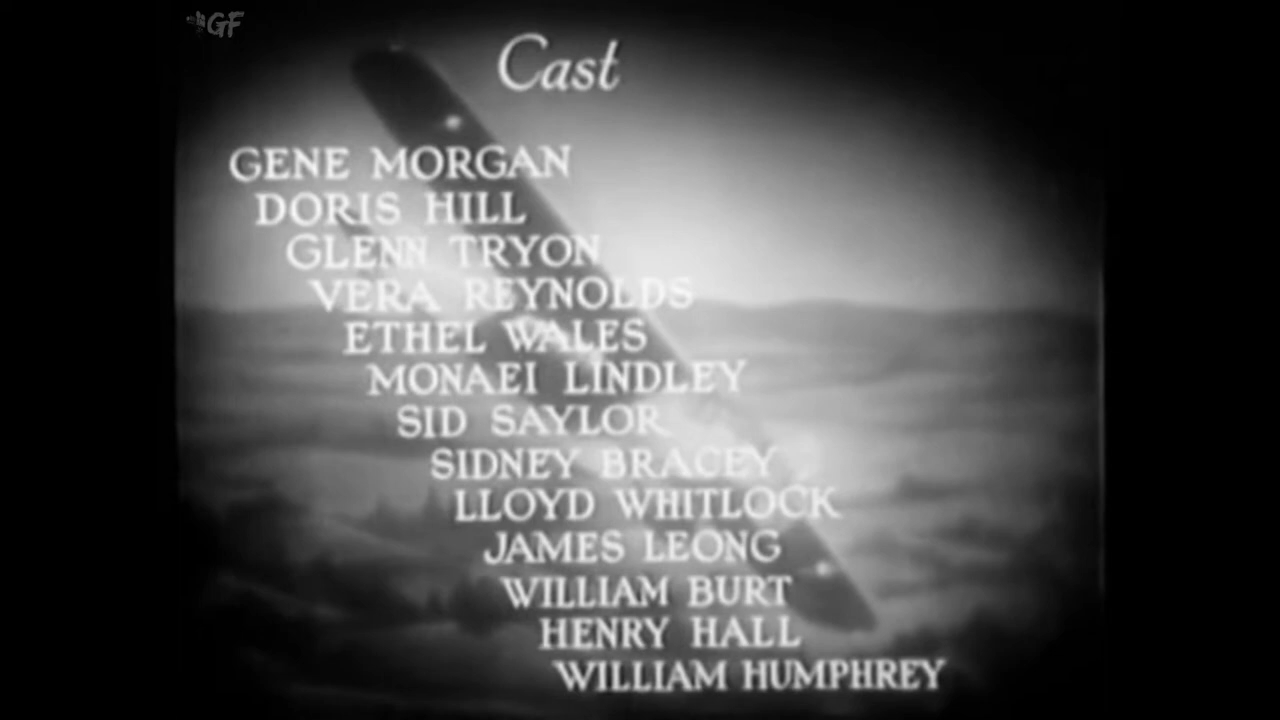 GF
Cast
GENE MORGAN
DORIS HILL
GLENN TRYON
VERA REYNOLDS
ETHEL WALES
MONAEI LINDLEY
SID SAYLOR
SIDNEY BRACEY
LLOYD WHITLOCK
JAMES LEONG
WILLIAM BURT
HENRY HALL
WILLIAM HUMPHREY